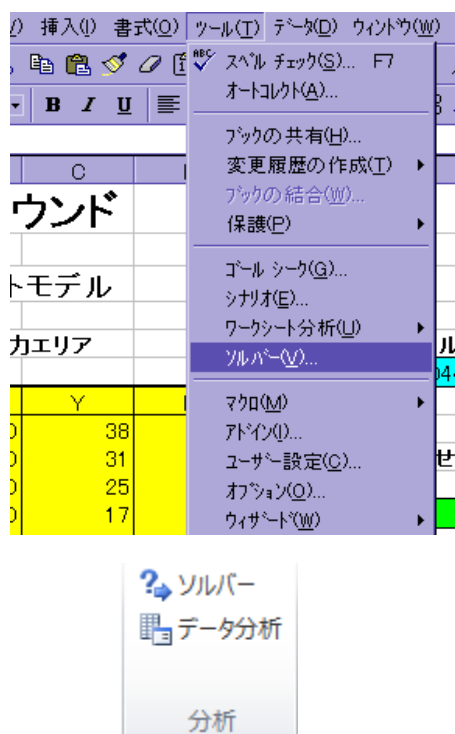 挿入(I) 書式(O) ツール(T) データ(D) ウィンドウ(W)
ABC スペル チェック(S)... F7
オートコレクト(A)...
B I U
ブックの共有(H)...
変更履歴の作成(T)
ブックの結合(W)...
保護(P)
C
ウンド
トモデル
ゴール シーク(G)...
シナリオ(E)...
ワークシート分析(U)
カエリア
ル
ソルバー(V)...
Y
マクロ(M)
38
アドイン(I)...
31
ユーザー設定(C)...
せ
25
オプション(O)...
17
ウィザード(W)
ソルバー
データ分析
分析